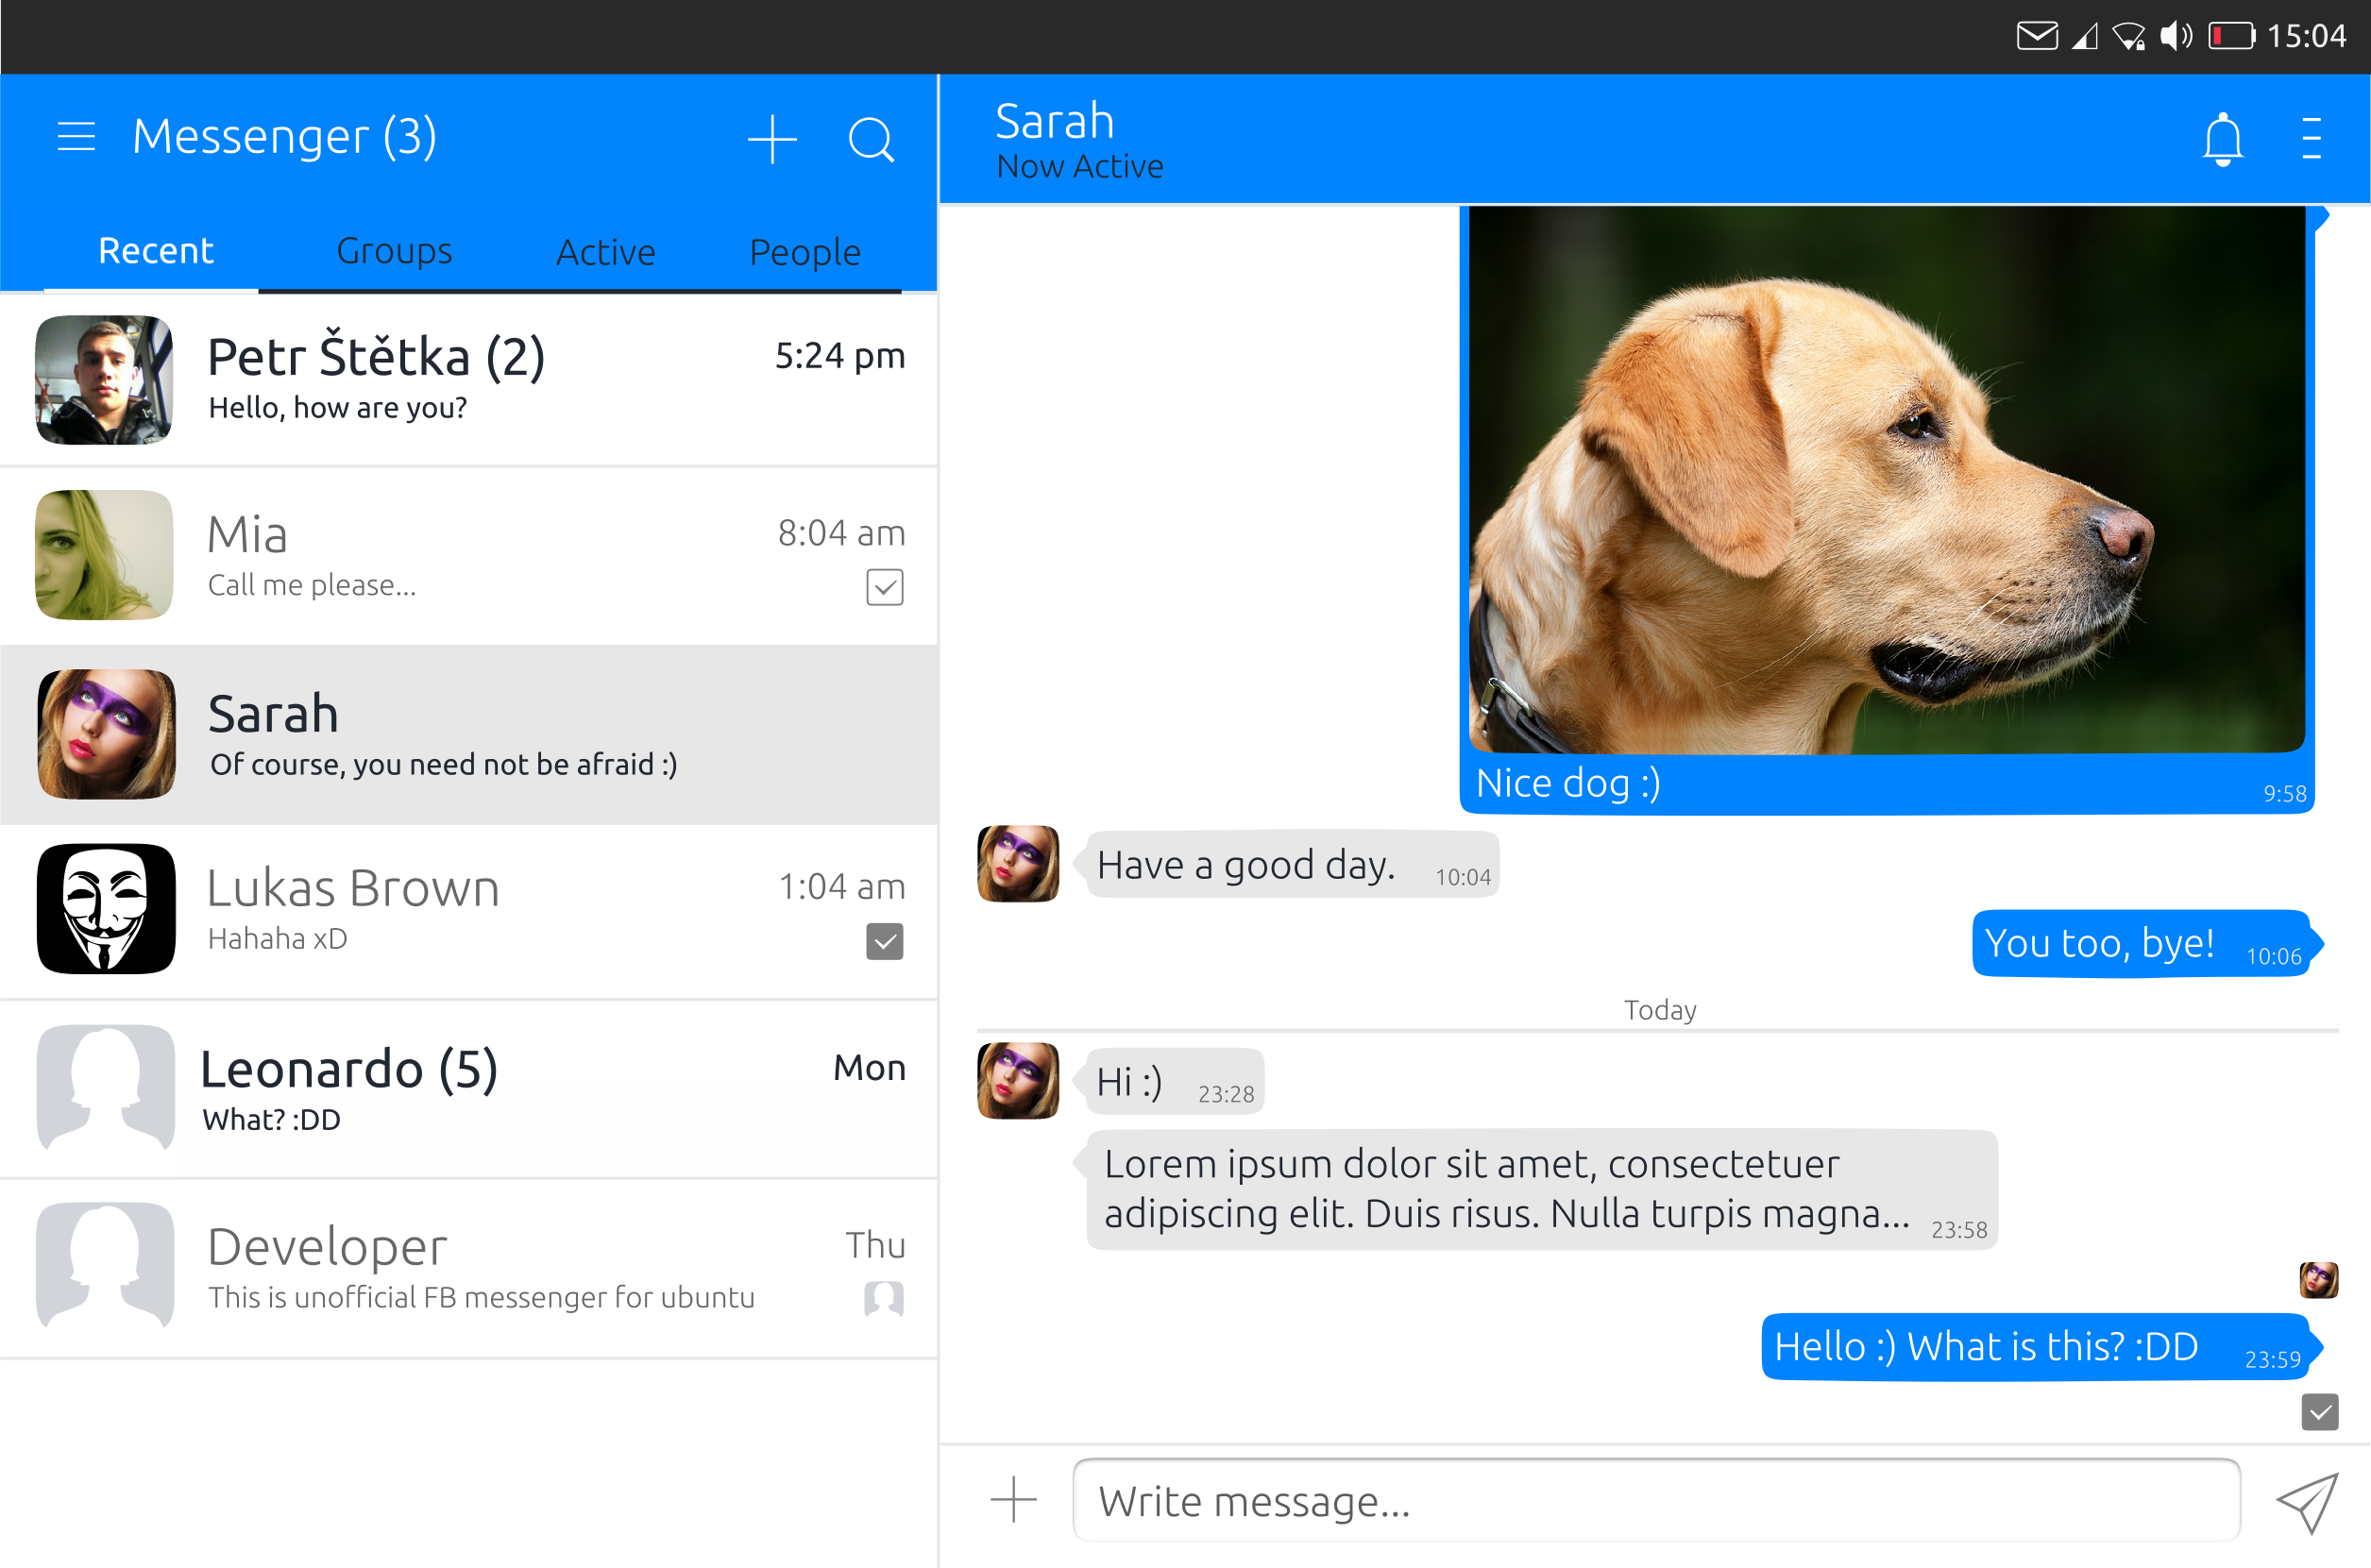 15:04
Messenger (3)
Recent Groups Active People
Petr Štětka (2) 5:24 pm
Hello, how are you?
Mia 8:04 am
Call me please...
Sarah
Of course, you need not be afraid :)
Lukas Brown 1:04 am
Hahaha xD
Leonardo (5) Mon
What? :DD
Developer Thu
This is unofficial FB messenger for ubuntu
Sarah
Now Active
Nice dog :) 9:58
Have a good day. 10:04
You too, bye! 10:06
Today
Hi :) 23:28
Lorem ipsum dolor sit amet, consectetuer
adipiscing elit. Duis risus. Nulla turpis magna... 23:58
Hello :) What is this? :DD 23:59
Write message...